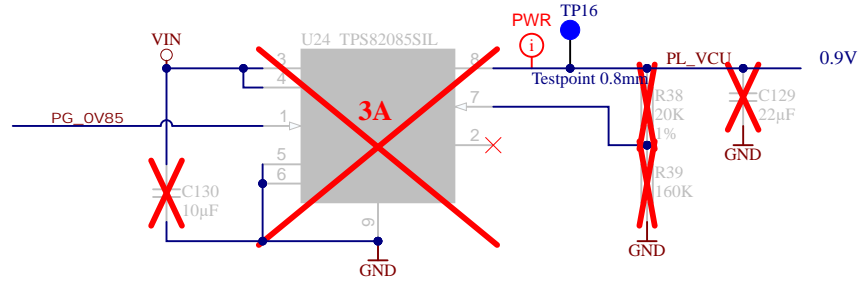 TP16
PWR
i
U24 TPS82085SIL
VIN
0.9V
PL_VCU
Testpoint 0.8mm
3
8
4
3A
7
R38
20K
1%
C129
22µF
PG_0V85
1
2
GND
5
6
R39
160K
C130
10µF
9
GND
GND